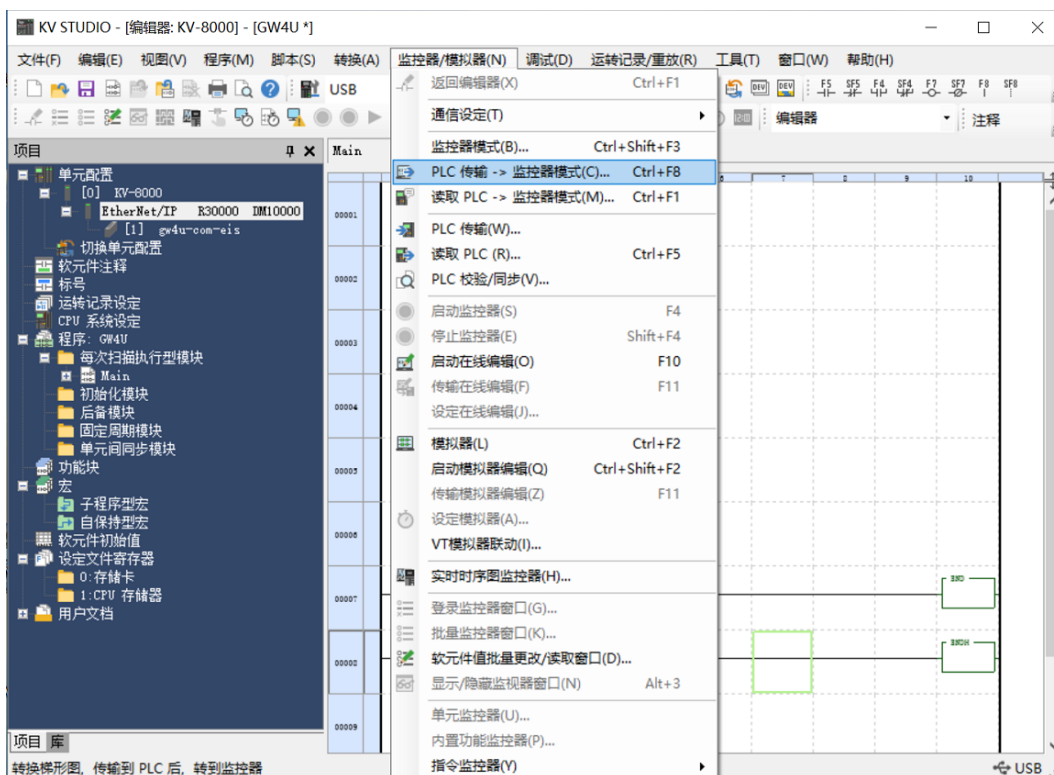 KV STUDIO - [编辑器: KV-8000] - [GW4U *]
文件(F) 编辑(E) 视图(V) 程序(M) 脚本(S) 转换(A) 监控器/模拟器(N) 调试(D) 运转记录/重放(R) 工具(T) 窗口(W) 帮助(H)
USB
DEV DEV F5 SF5 F4 SF4 F7 SF7 F8 SF8
编辑器 注释
项目
单元配置
[0] KV-8000
EtherNet/IP R30000 DM10000
[1] gw4u-com-eis
切换单元配置
软元件注释
标号
运转记录设定
CPU 系统设定
程序: GW4U
每次扫描执行型模块
Main
初始化模块
后备模块
固定周期模块
单元间同步模块
功能块
宏
子程序型宏
自保持型宏
软元件初始值
设定文件寄存器
0:存储卡
1:CPU 存储器
用户文档
项目 库
转换梯形图, 传输到 PLC 后, 转到监控器
Main
00001
00002
00003
00004
00005
00006
00007
00008
00009
返回编辑器(X) Ctrl+F1
通信设定(T)
监控器模式(B)... Ctrl+Shift+F3
PLC 传输 -> 监控器模式(C)... Ctrl+F8
读取 PLC -> 监控器模式(M)... Ctrl+F1
PLC 传输(W)...
读取 PLC (R)... Ctrl+F5
PLC 校验/同步(V)...
启动监控器(S) F4
停止监控器(E) Shift+F4
启动在线编辑(O) F10
传输在线编辑(F) F11
设定在线编辑(J)...
模拟器(L) Ctrl+F2
启动模拟器编辑(Q) Ctrl+Shift+F2
传输模拟器编辑(Z) F11
设定模拟器(A)...
VT模拟器联动(I)...
实时时序图监控器(H)...
登录监控器窗口(G)...
批量监控器窗口(K)...
软元件值批量更改/读取窗口(D)...
显示/隐藏监视器窗口(N) Alt+3
单元监控器(U)...
内置功能监控器(P)...
指令监控器(Y)
7 8 9 10
END
ENDH
USB